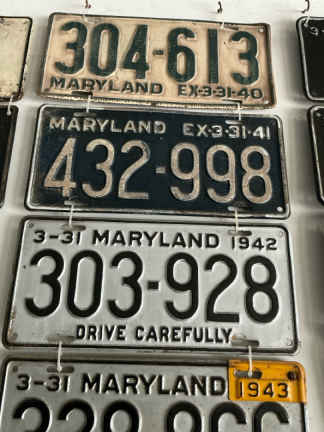 304-613
MARYLAND EX-3-31-40
MARYLAND EX-3-31-41
432-998
3-31 MARYLAND 1942
303-928
DRIVE CAREFULLY
3-31 MARYLAND 1943